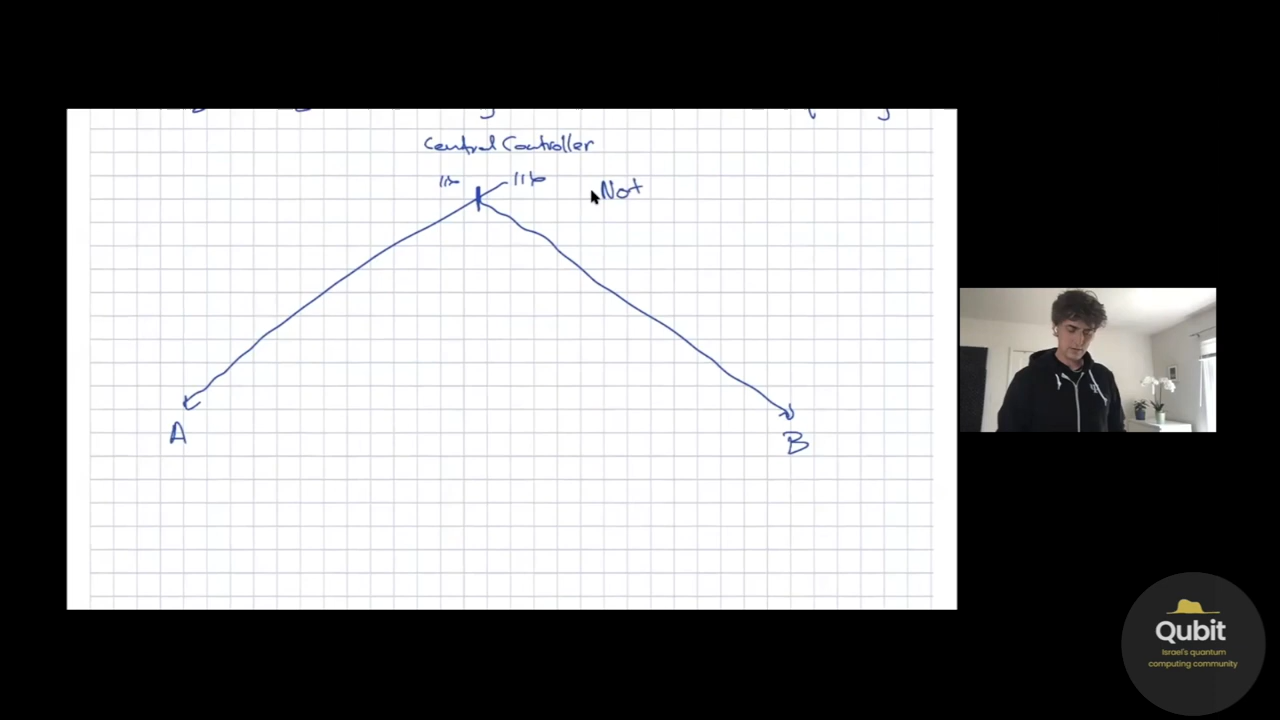 Central Controller
Not
A
B
Qubit
Israel's quantum
computing community